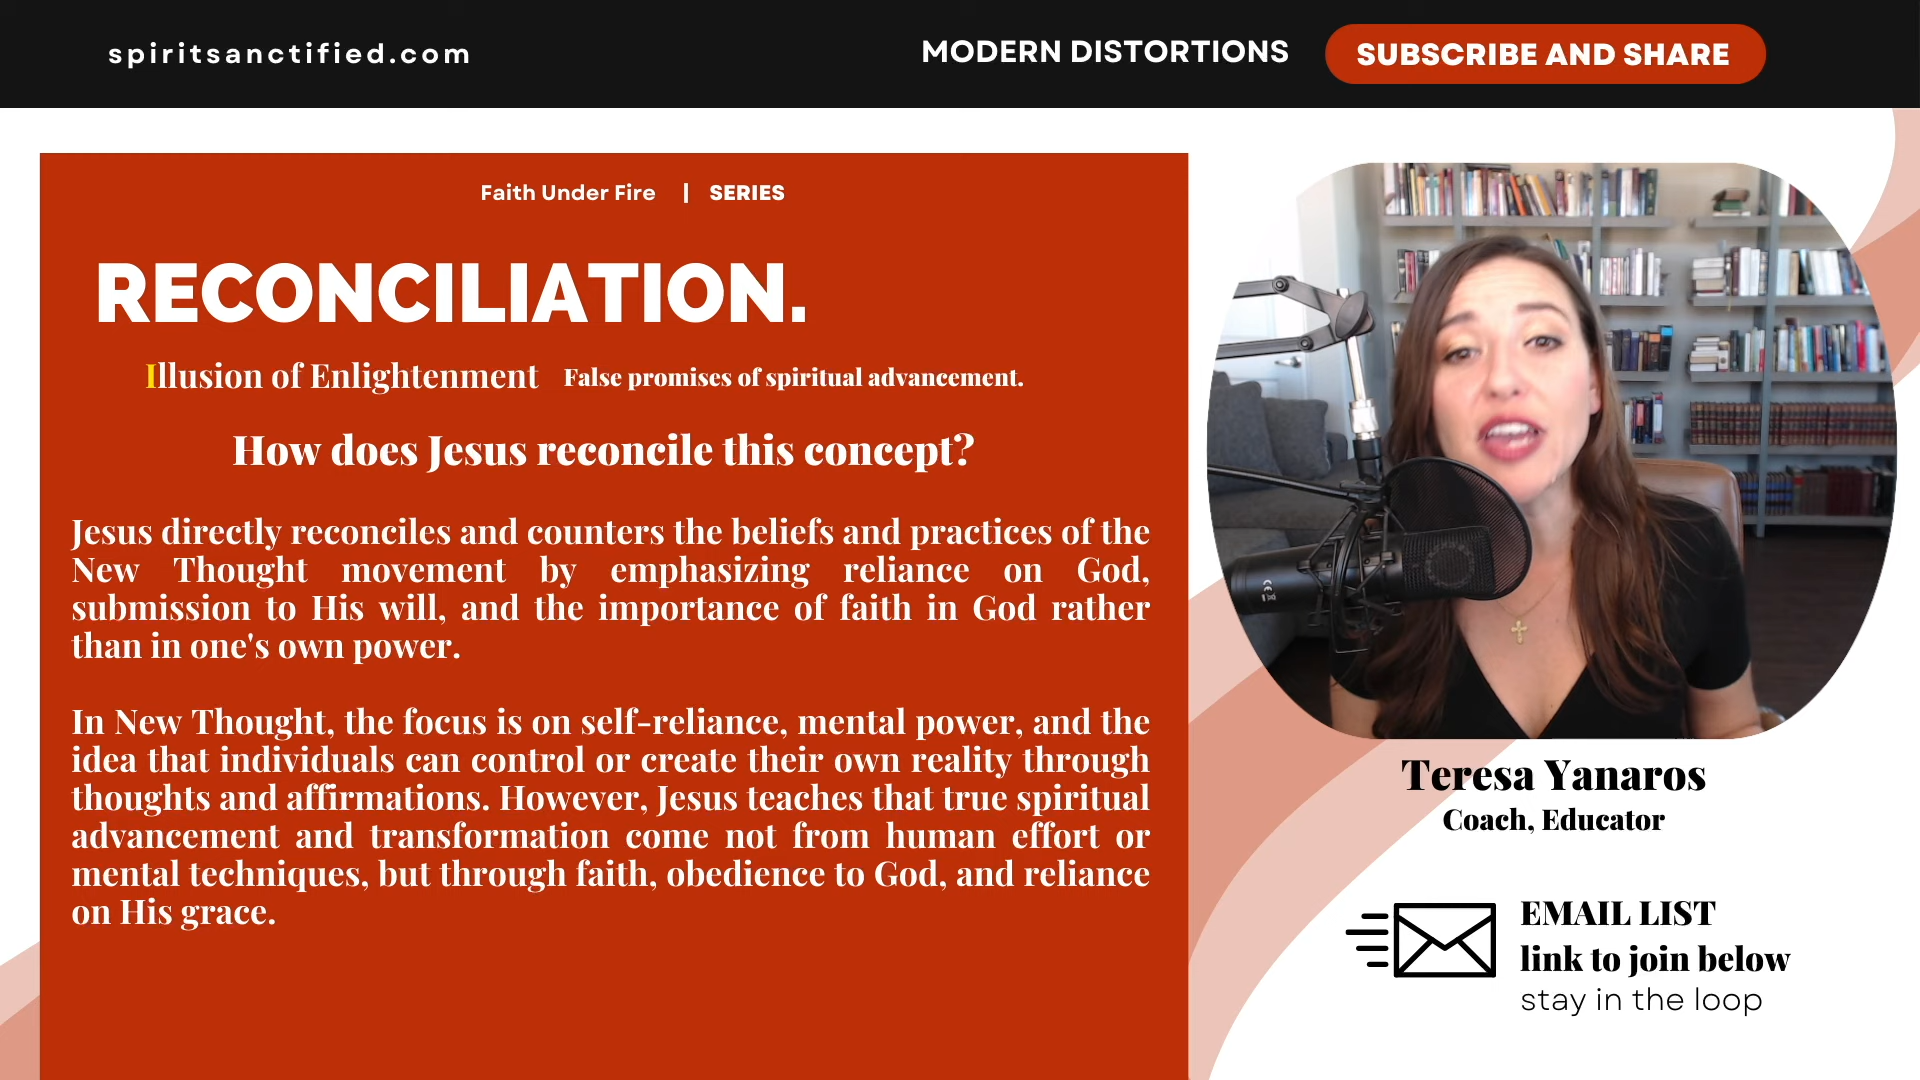 spiritsanctified.com
MODERN DISTORTIONS
SUBSCRIBE AND SHARE
Faith Under Fire | SERIES
RECONCILIATION.
Illusion of Enlightenment False promises of spiritual advancement.
How does Jesus reconcile this concept?
Jesus directly reconciles and counters the beliefs and practices of the
New Thought movement by emphasizing reliance on God,
submission to His will, and the importance of faith in God rather
than in one's own power.
In New Thought, the focus is on self-reliance, mental power, and the
idea that individuals can control or create their own reality through
thoughts and affirmations. However, Jesus teaches that true spiritual
advancement and transformation come not from human effort or
mental techniques, but through faith, obedience to God, and reliance
on His grace.
Teresa Yanaros
Coach, Educator
EMAIL LIST
link to join below
stay in the loop